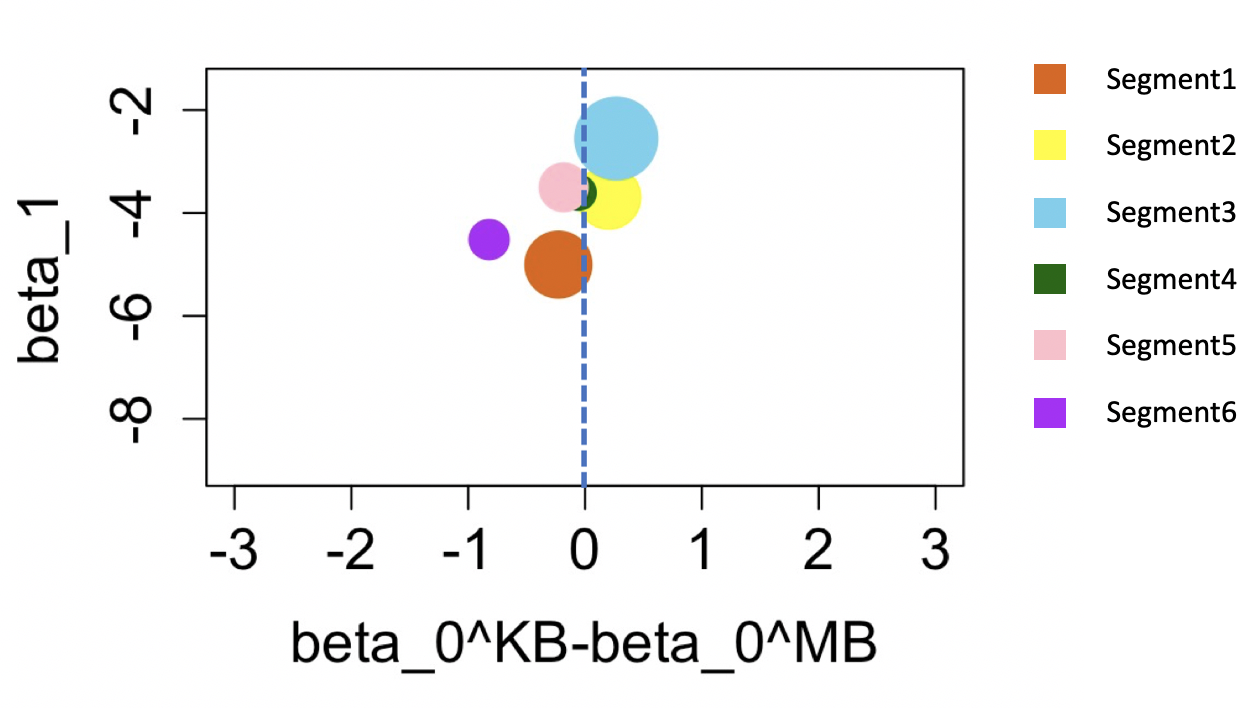 beta_1
-2
-4
-6
-8
-3 -2 -1 0 1 2 3
beta_0^KB-beta_0^MB
Segment1
Segment2
Segment3
Segment4
Segment5
Segment6